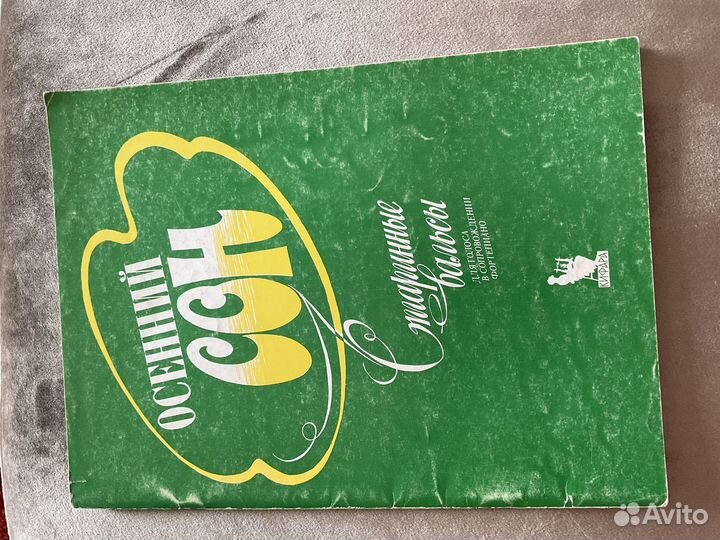 ОСЕННИЙ
СОН
Старинные
вальсы
ДЛЯ ГОЛОСА
В СОПРОВОЖДЕНИИ
ФОРТЕПИАНО
КИФАРА
Avito